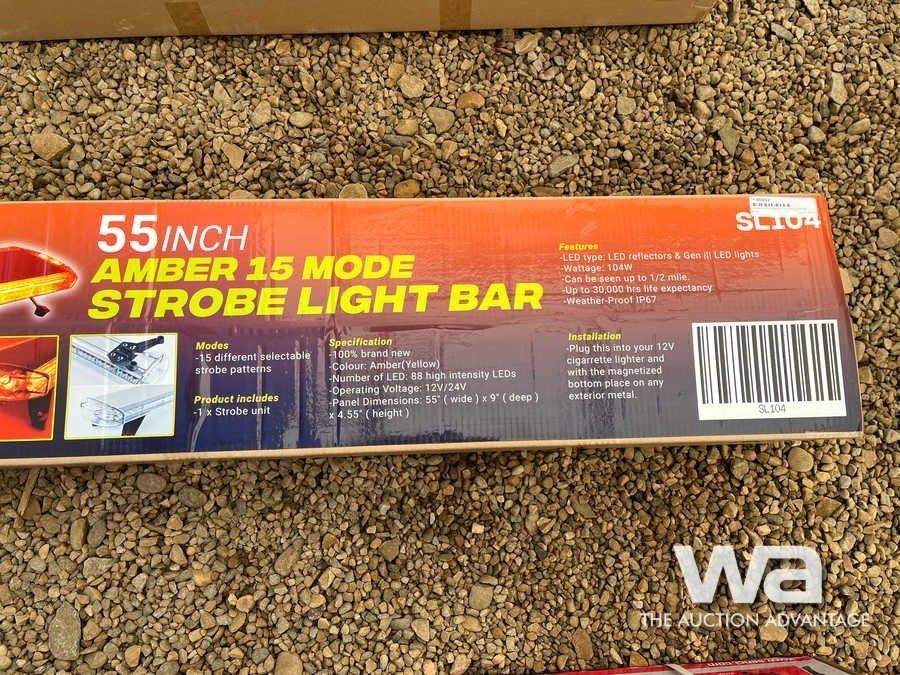 55 INCH
AMBER 15 MODE
STROBE LIGHT BAR
SL104
Modes
-15 different selectable
strobe patterns
Product includes
-1 x Strobe unit
Specification
-100% brand new
-Colour: Amber(Yellow)
-Number of LED: 88 high intensity LEDs
-Operating Voltage: 12V/24V
-Panel Dimensions: 55" ( wide ) x 9" ( deep )
x 4.55" ( height )
Features
-LED type: LED reflectors & Gen III LED lights
-Wattage: 104W
-Can be seen up to 1/2 mile.
-Up to 30,000 hrs life expectancy
-Weather-Proof IP67
Installation
-Plug this into your 12V
cigarrette lighter and
with the magnetized
bottom place on any
exterior metal.
SL104
wa
THE AUCTION ADVANTAGE